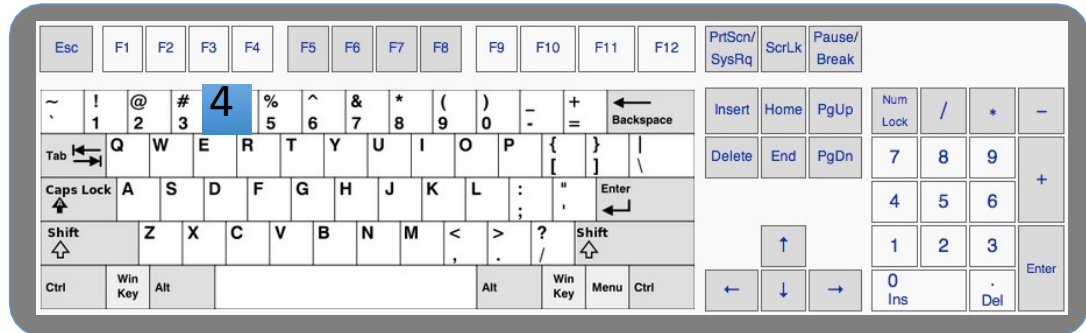 Esc F1 F2 F3 F4 F5 F6 F7 F8 F9 F10 F11 F12 PrtScn/ SysRq ScrLk Pause/ Break
~ ! @ # 4 % ^ & * ( ) _ + Backspace Insert Home PgUp Num Lock / * –
` 1 2 3 5 6 7 8 9 0 - =
Tab Q W E R T Y U I O P { } | Delete End PgDn 7 8 9 +
[ ] \
Caps Lock A S D F G H J K L : " Enter 4 5 6
; '
Shift Z X C V B N M < > ? Shift ↑ 1 2 3 Enter
, . /
Ctrl Win Key Alt Alt Win Key Menu Ctrl ← ↓ → 0 Ins . Del